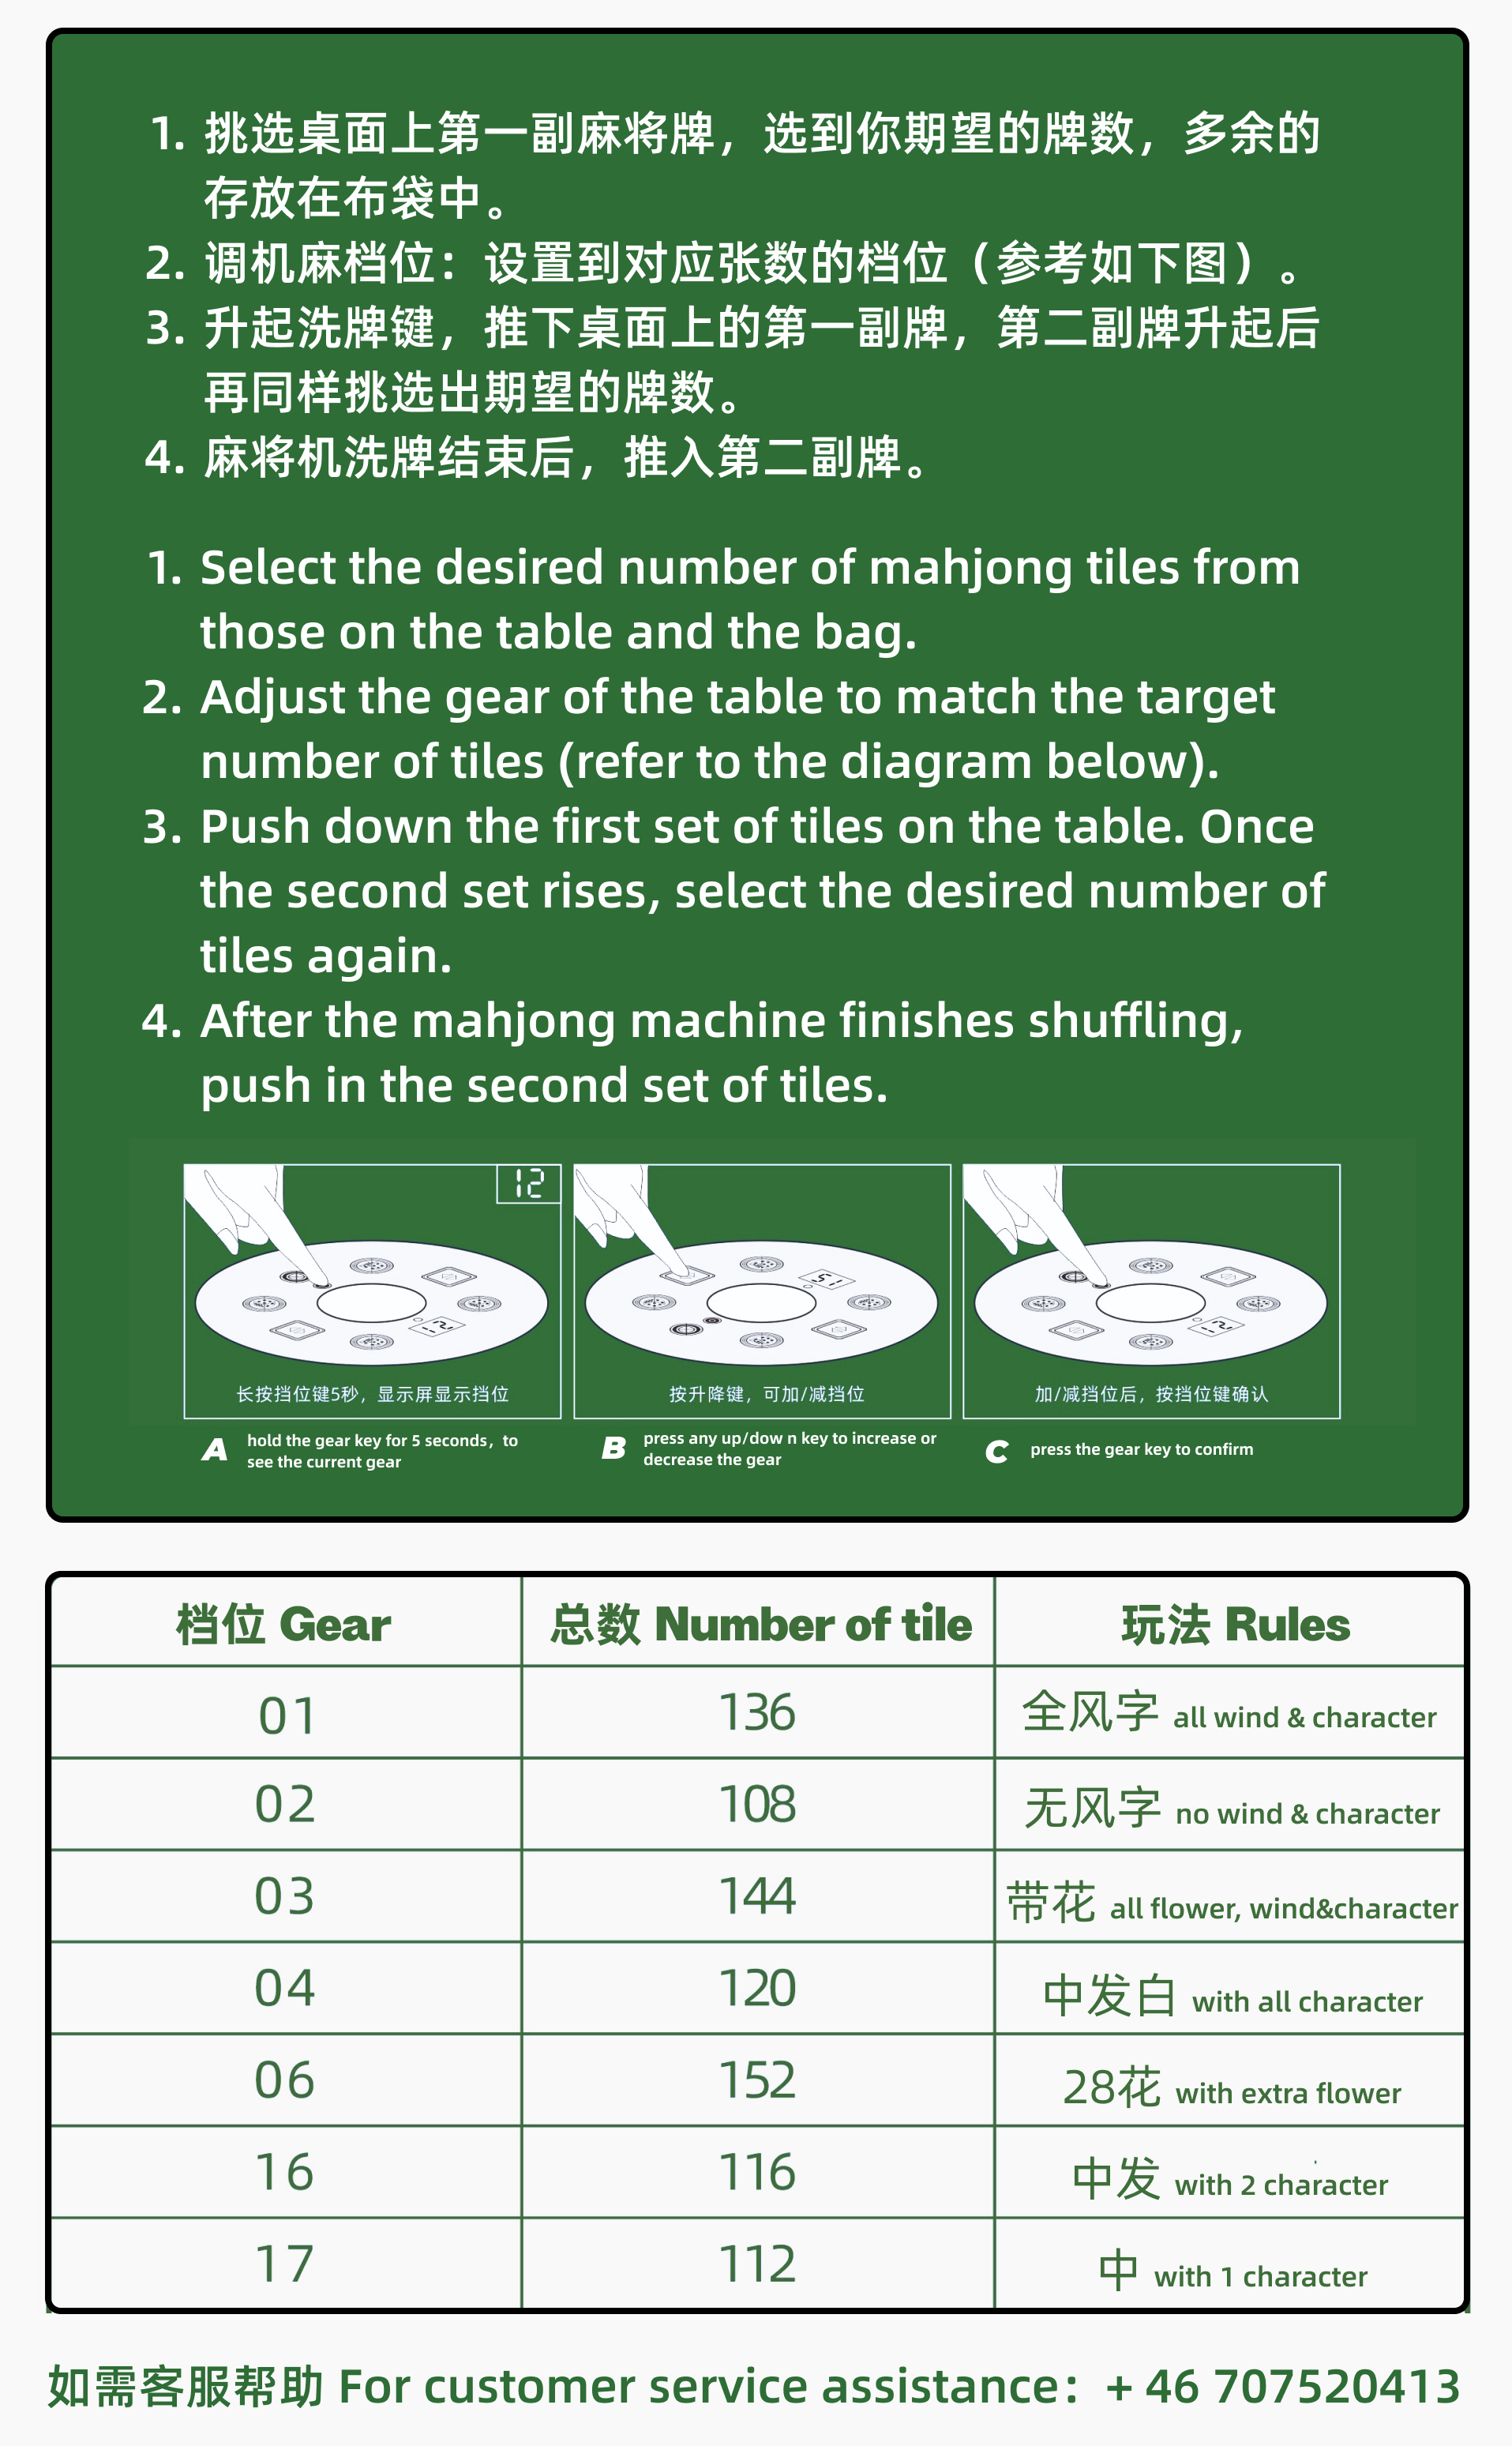 1. 挑选桌面上第一副麻将牌，选到你期望的牌数，多余的
存放在布袋中。
2. 调机麻档位：设置到对应张数的档位（参考如下图）。
3. 升起洗牌键，推下桌面上的第一副牌，第二副牌升起后
再同样挑选出期望的牌数。
4. 麻将机洗牌结束后，推入第二副牌。
1. Select the desired number of mahjong tiles from
those on the table and the bag.
2. Adjust the gear of the table to match the target
number of tiles (refer to the diagram below).
3. Push down the first set of tiles on the table. Once
the second set rises, select the desired number of
tiles again.
4. After the mahjong machine finishes shuffling,
push in the second set of tiles.
12
长按挡位键5秒，显示屏显示挡位
按升降键，可加/减挡位
加/减挡位后，按挡位键确认
A hold the gear key for 5 seconds，to
see the current gear
B press any up/dow n key to increase or
decrease the gear
C press the gear key to confirm
档位 Gear 总数 Number of tile 玩法 Rules
01 136 全风字 all wind & character
02 108 无风字 no wind & character
03 144 带花 all flower, wind&character
04 120 中发白 with all character
06 152 28花 with extra flower
16 116 中发 with 2 character
17 112 中 with 1 character
如需客服帮助 For customer service assistance：+ 46 707520413